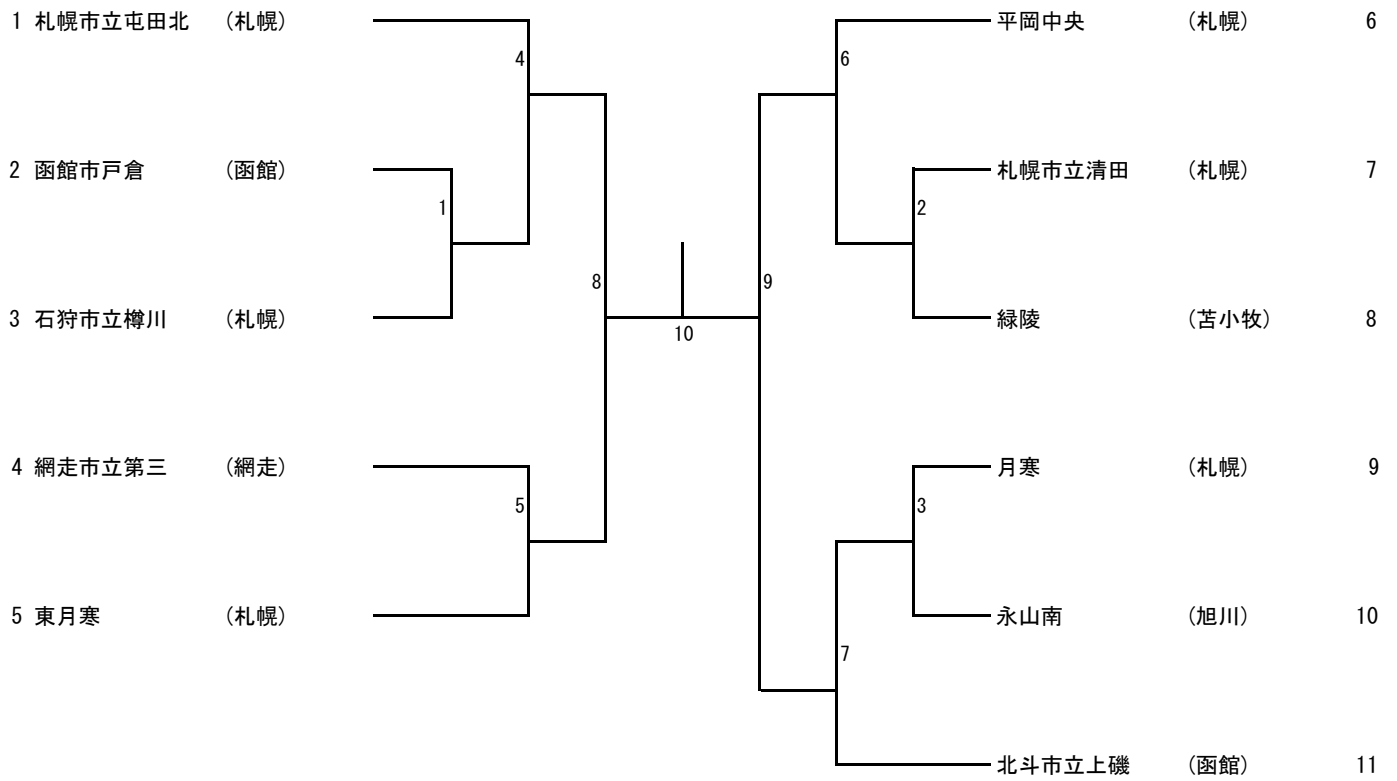 1 札幌市立屯田北 (札幌)
4
2 函館市戸倉 (函館)
1
3 石狩市立樽川 (札幌)
8
4 網走市立第三 (網走)
5
5 東月寒 (札幌)
10
平岡中央 (札幌) 6
6
札幌市立清田 (札幌) 7
2
9
緑陵 (苫小牧) 8
月寒 (札幌) 9
3
永山南 (旭川) 10
7
北斗市立上磯 (函館) 11